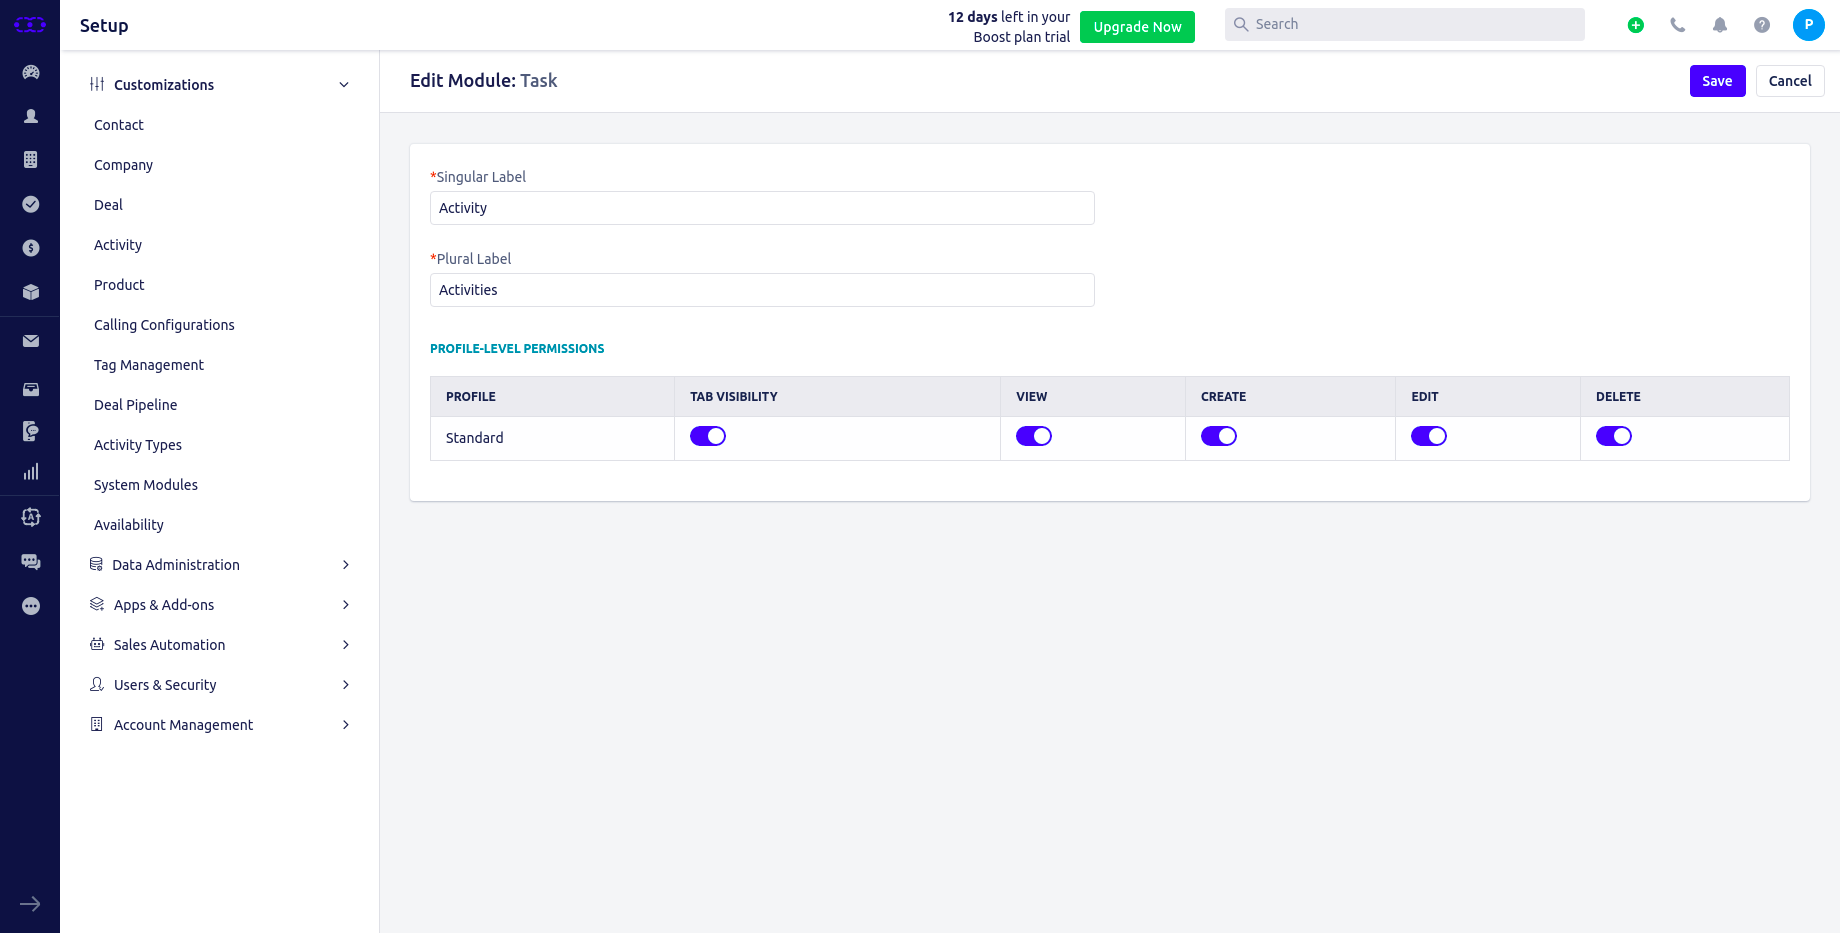 Setup
12 days left in your
Boost plan trial
Upgrade Now
Search
P
Customizations
Contact
Company
Deal
Activity
Product
Calling Configurations
Tag Management
Deal Pipeline
Activity Types
System Modules
Availability
Data Administration
Apps & Add-ons
Sales Automation
Users & Security
Account Management
Edit Module: Task
Save
Cancel
*Singular Label
Activity
*Plural Label
Activities
PROFILE-LEVEL PERMISSIONS
PROFILE TAB VISIBILITY VIEW CREATE EDIT DELETE
Standard